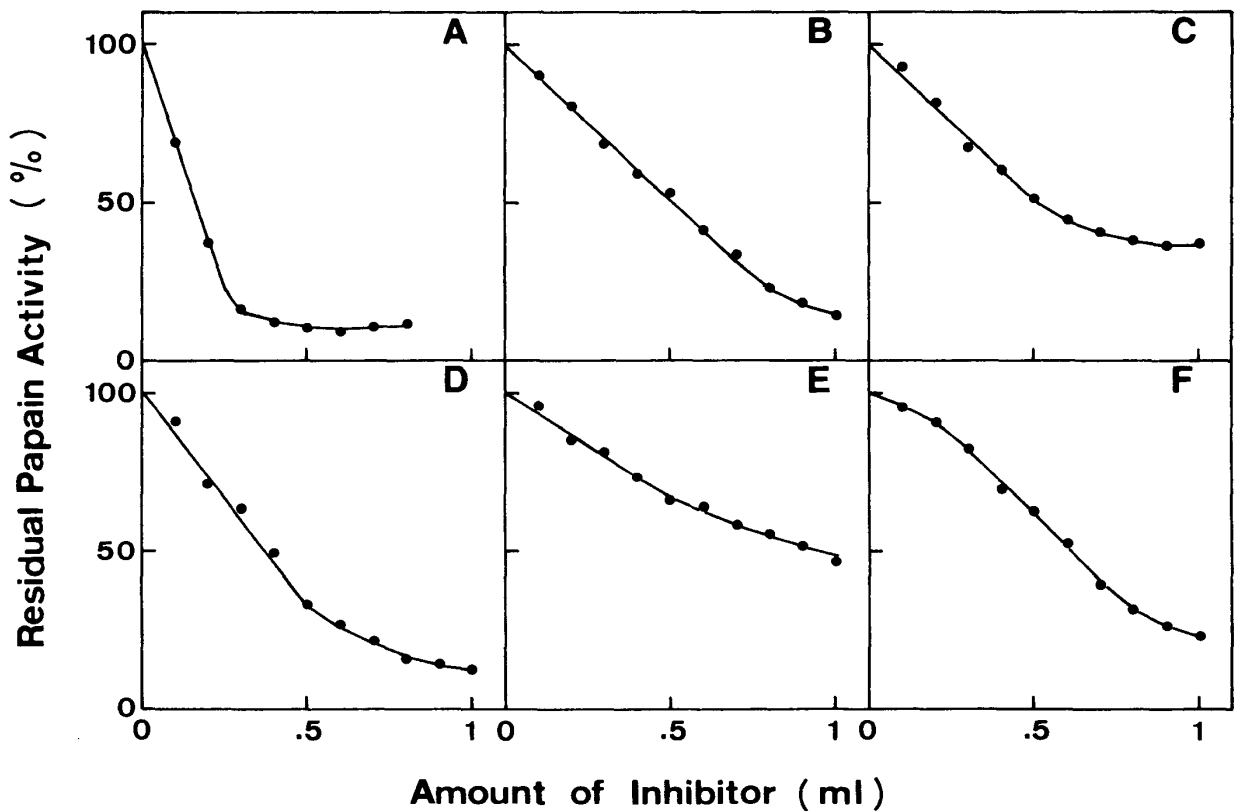 A B C
100
50
0
D E F
100
50
0
0 .5 1 0 .5 1 0 .5 1
Residual Papain Activity (%)
Amount of Inhibitor (ml)